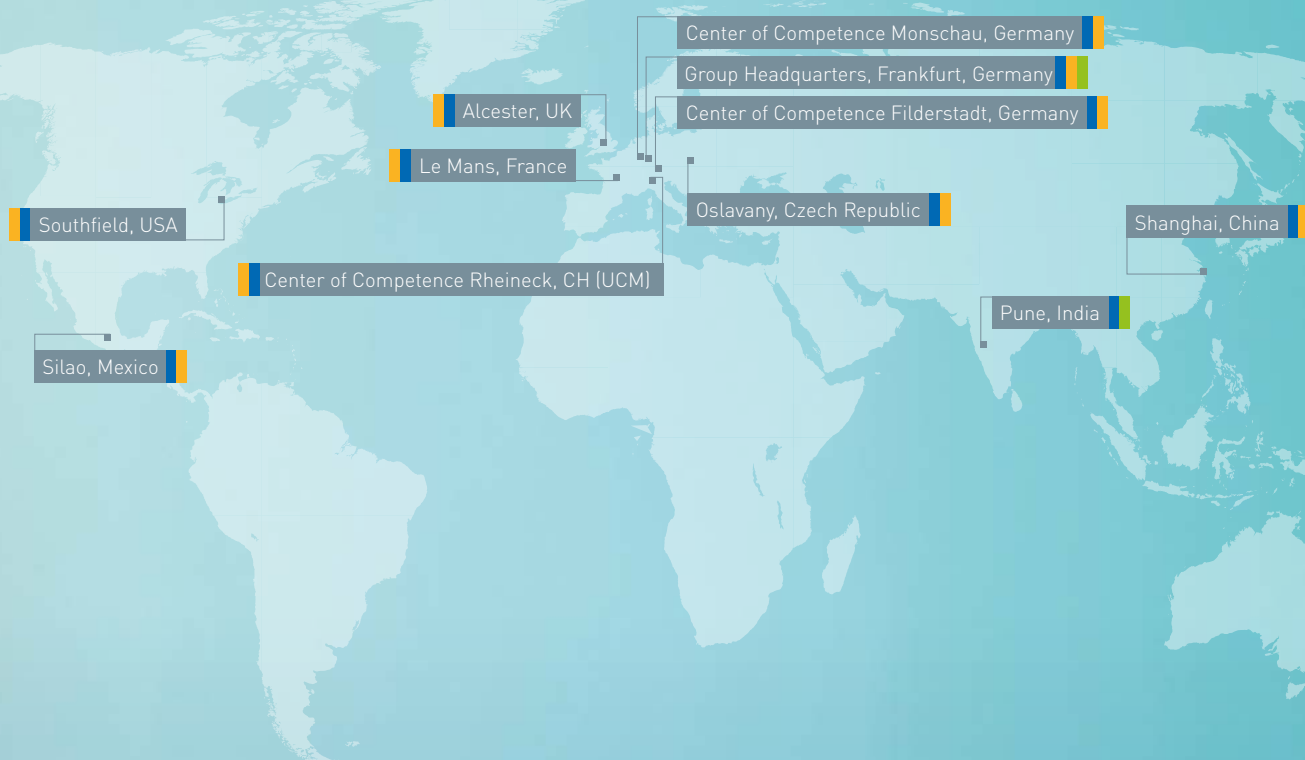 Center of Competence Monschau, Germany
Group Headquarters, Frankfurt, Germany
Alcester, UK
Center of Competence Filderstadt, Germany
Le Mans, France
Oslavany, Czech Republic
Southfield, USA
Shanghai, China
Center of Competence Rheineck, CH (UCM)
Pune, India
Silao, Mexico